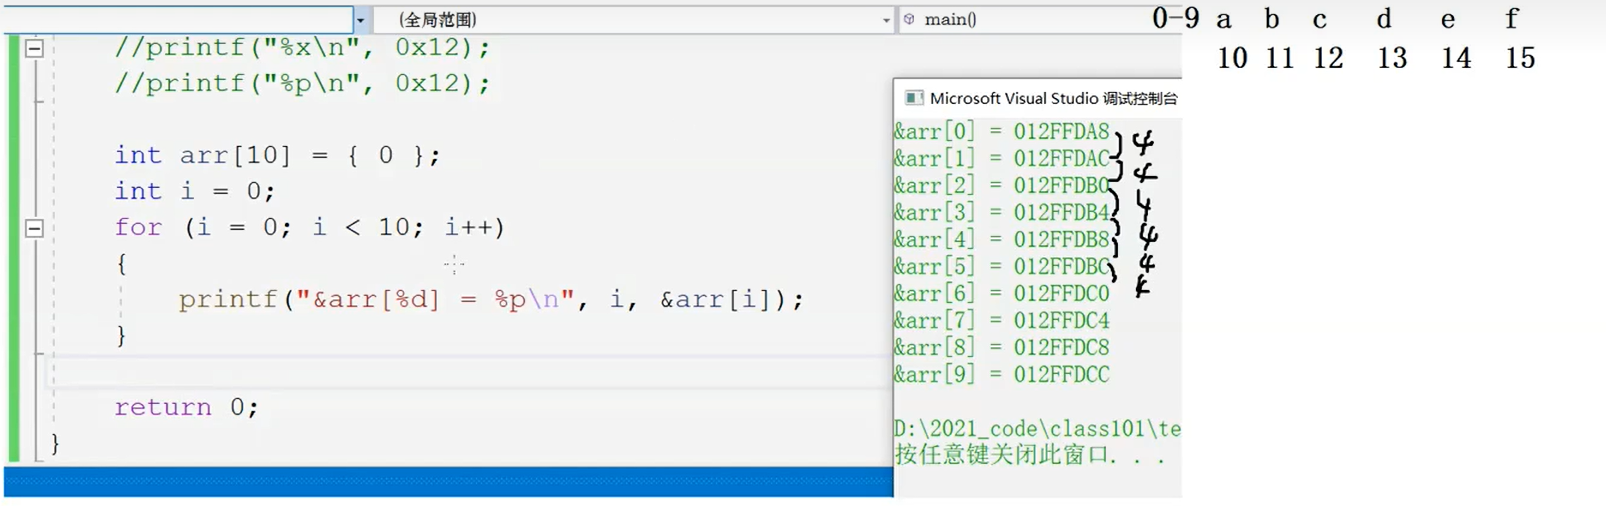 (全局范围)
main()
//printf("%x\n", 0x12);
//printf("%p\n", 0x12);
int arr[10] = { 0 };
int i = 0;
for (i = 0; i < 10; i++)
{
printf("&arr[%d] = %p\n", i, &arr[i]);
}
return 0;
}
0-9 a b c d e f
10 11 12 13 14 15
Microsoft Visual Studio 调试控制台
&arr[0] = 012FFDA8
&arr[1] = 012FFDAC
&arr[2] = 012FFDB0
&arr[3] = 012FFDB4
&arr[4] = 012FFDB8
&arr[5] = 012FFDBC
&arr[6] = 012FFDC0
&arr[7] = 012FFDC4
&arr[8] = 012FFDC8
&arr[9] = 012FFDCC
4
4
4
4
4
4
D:\2021_code\class101\te
按任意键关闭此窗口. . .